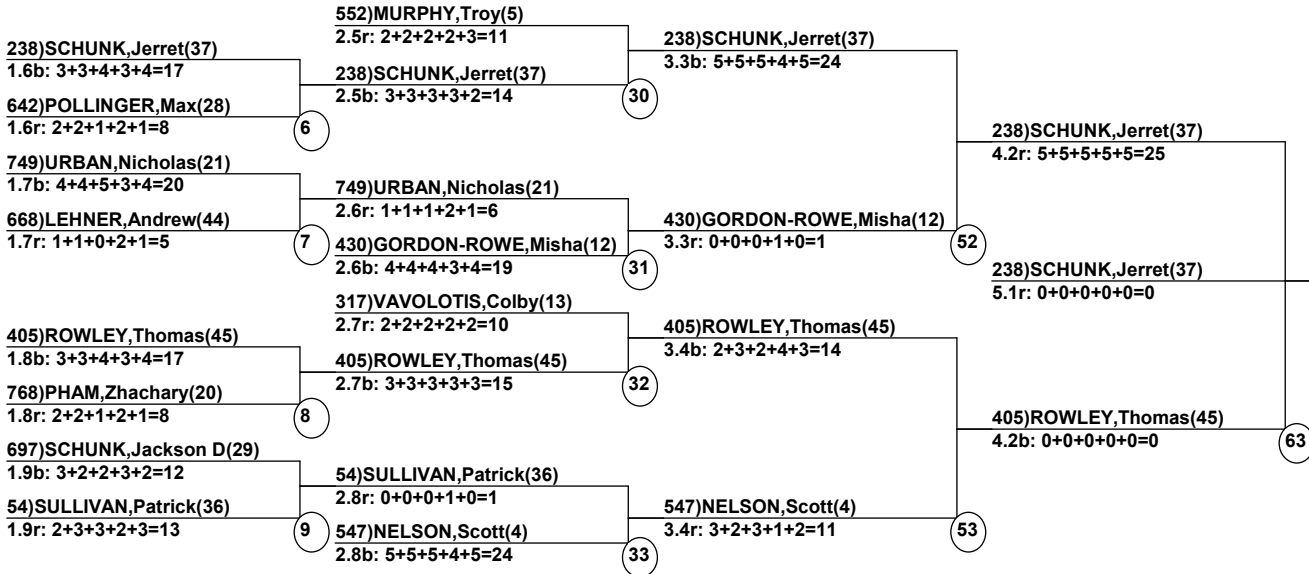 238)SCHUNK,Jerret(37)
1.6b: 3+3+4+3+4=17
642)POLLINGER,Max(28)
1.6r: 2+2+1+2+1=8
6
749)URBAN,Nicholas(21)
1.7b: 4+4+5+3+4=20
668)LEHNER,Andrew(44)
1.7r: 1+1+0+2+1=5
7
405)ROWLEY,Thomas(45)
1.8b: 3+3+4+3+4=17
768)PHAM,Zhachary(20)
1.8r: 2+2+1+2+1=8
8
697)SCHUNK,Jackson D(29)
1.9b: 3+2+2+3+2=12
54)SULLIVAN,Patrick(36)
1.9r: 2+3+3+2+3=13
9
552)MURPHY,Troy(5)
2.5r: 2+2+2+2+3=11
238)SCHUNK,Jerret(37)
2.5b: 3+3+3+3+2=14
30
749)URBAN,Nicholas(21)
2.6r: 1+1+1+2+1=6
430)GORDON-ROWE,Misha(12)
2.6b: 4+4+4+3+4=19
31
317)VAVOLOTIS,Colby(13)
2.7r: 2+2+2+2+2=10
405)ROWLEY,Thomas(45)
2.7b: 3+3+3+3+3=15
32
54)SULLIVAN,Patrick(36)
2.8r: 0+0+0+1+0=1
547)NELSON,Scott(4)
2.8b: 5+5+5+4+5=24
33
238)SCHUNK,Jerret(37)
3.3b: 5+5+5+4+5=24
430)GORDON-ROWE,Misha(12)
3.3r: 0+0+0+1+0=1
52
405)ROWLEY,Thomas(45)
3.4b: 2+3+2+4+3=14
547)NELSON,Scott(4)
3.4r: 3+2+3+1+2=11
53
238)SCHUNK,Jerret(37)
4.2r: 5+5+5+5+5=25
238)SCHUNK,Jerret(37)
5.1r: 0+0+0+0+0=0
405)ROWLEY,Thomas(45)
4.2b: 0+0+0+0+0=0
63